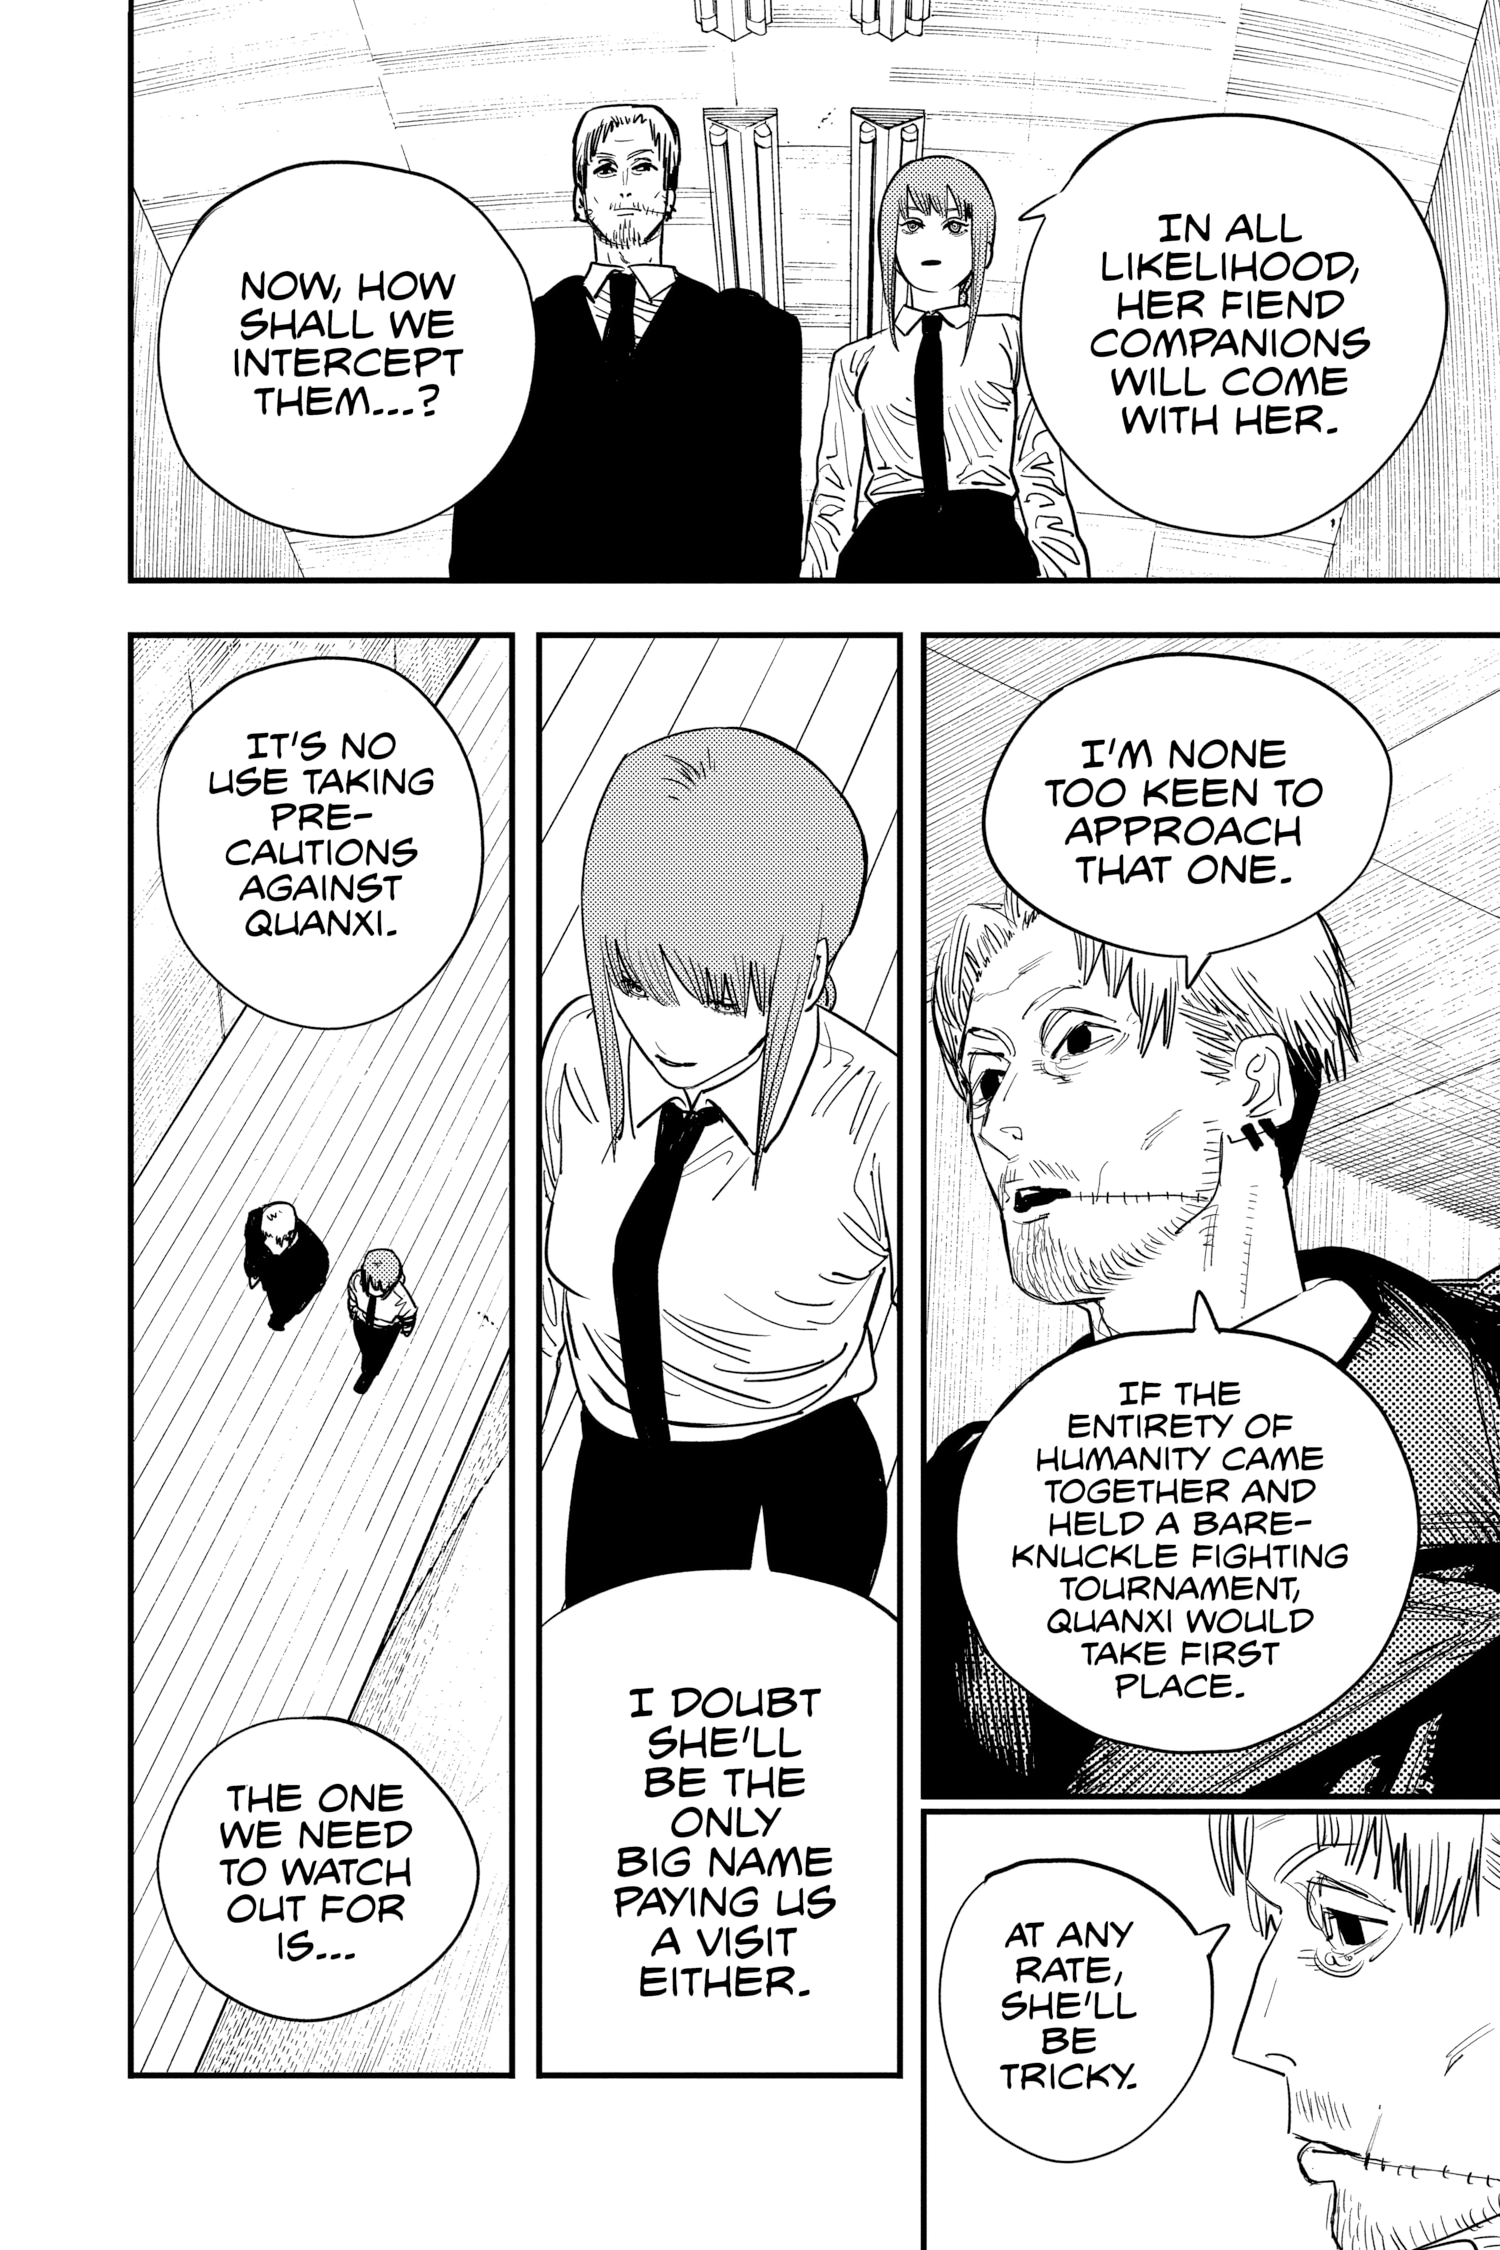 IN ALL
LIKELIHOOD,
HER FIEND
COMPANIONS
WILL COME
WITH HER.
NOW, HOW
SHALL WE
INTERCEPT
THEM...?
I'M NONE
TOO KEEN TO
APPROACH
THAT ONE.
IF THE
ENTIRETY OF
HUMANITY CAME
TOGETHER AND
HELD A BARE-
KNUCKLE FIGHTING
TOURNAMENT,
QUANXI WOULD
TAKE FIRST
PLACE.
AT ANY
RATE,
SHE'LL
BE
TRICKY.
I DOUBT
SHE'LL
BE THE
ONLY
BIG NAME
PAYING US
A VISIT
EITHER.
IT'S NO
USE TAKING
PRE-
CAUTIONS
AGAINST
QUANXI.
THE ONE
WE NEED
TO WATCH
OUT FOR
IS...